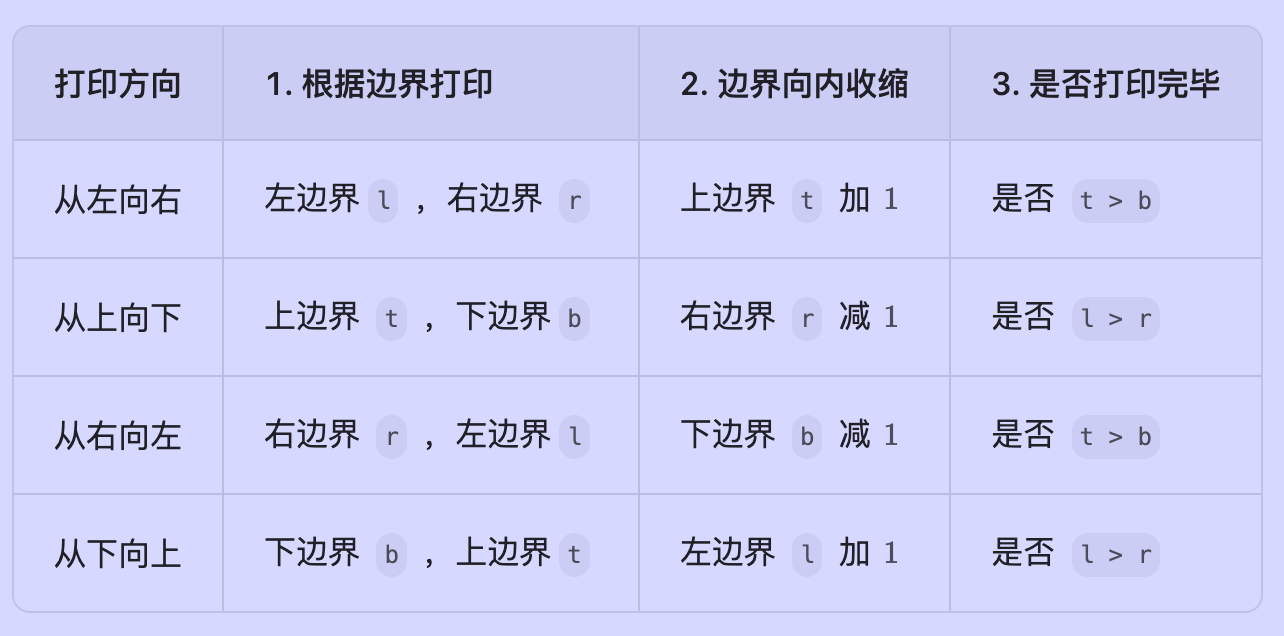 打印方向 1. 根据边界打印 2. 边界向内收缩 3. 是否打印完毕
从左向右 左边界 l ，右边界 r 上边界 t 加 1 是否 t > b
从上向下 上边界 t ，下边界 b 右边界 r 减 1 是否 l > r
从右向左 右边界 r ，左边界 l 下边界 b 减 1 是否 t > b
从下向上 下边界 b ，上边界 t 左边界 l 加 1 是否 l > r